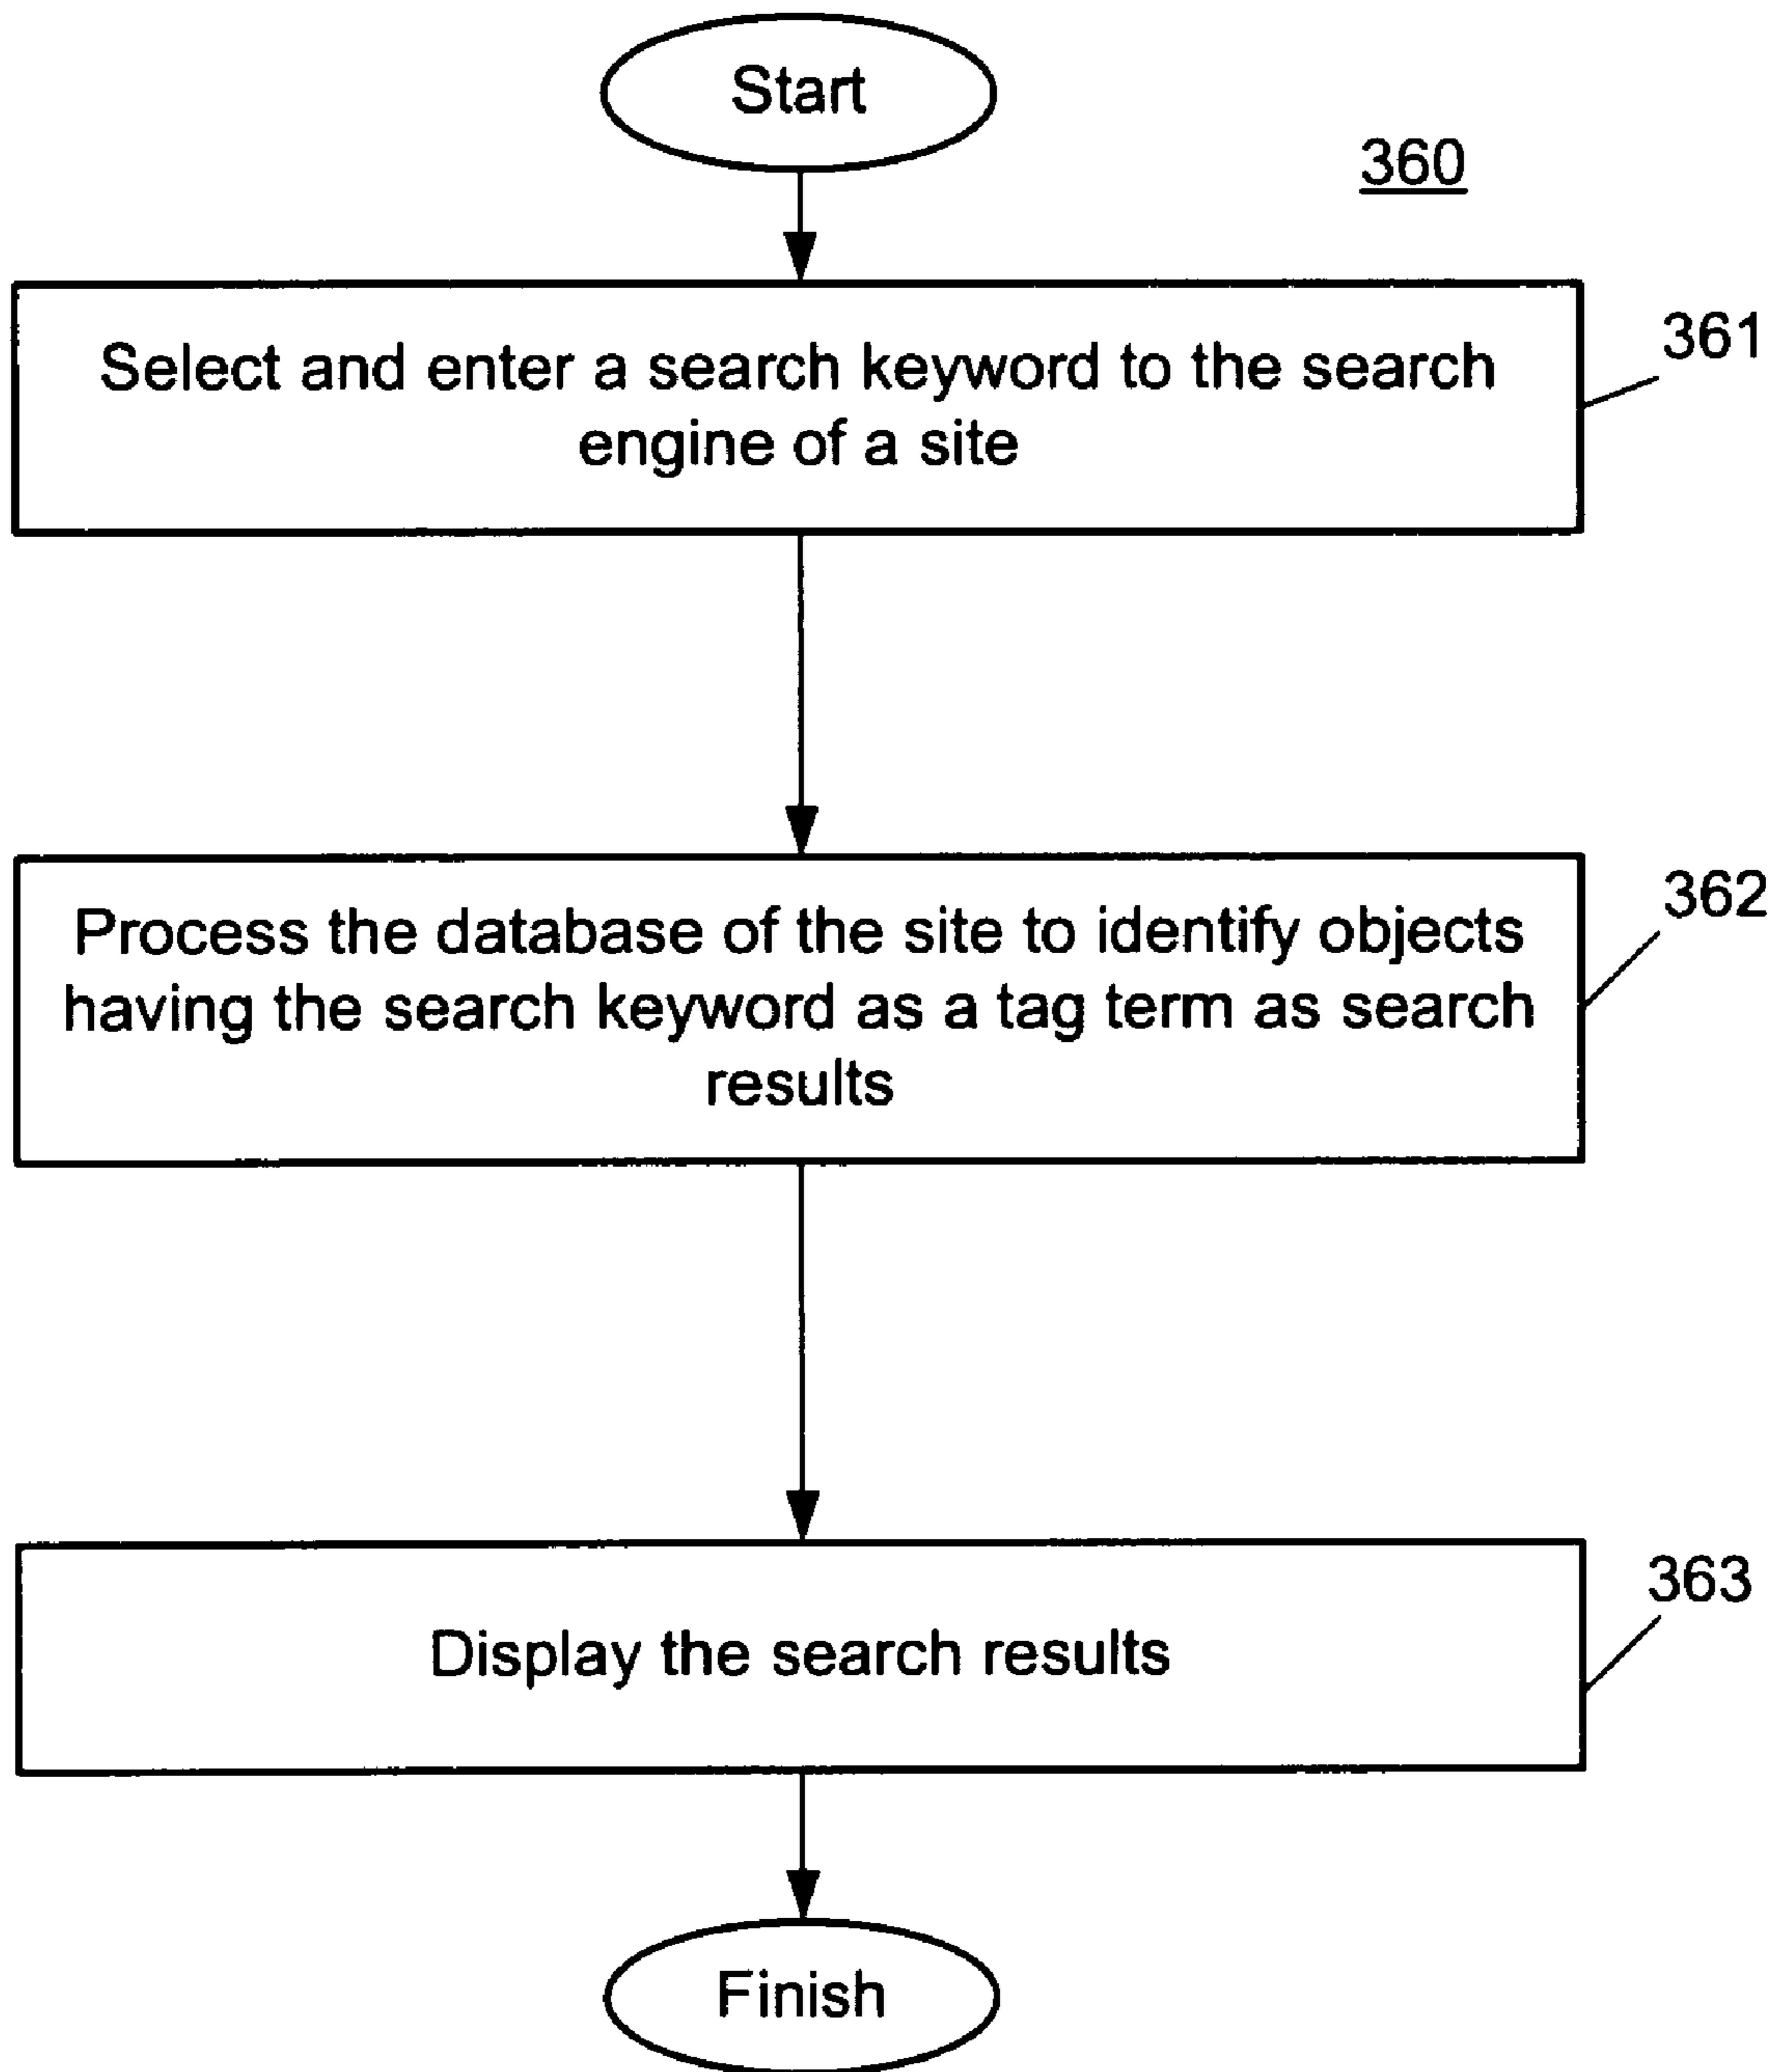 Start
360
Select and enter a search keyword to the search
engine of a site
361
Process the database of the site to identify objects
having the search keyword as a tag term as search
results
362
Display the search results
363
Finish